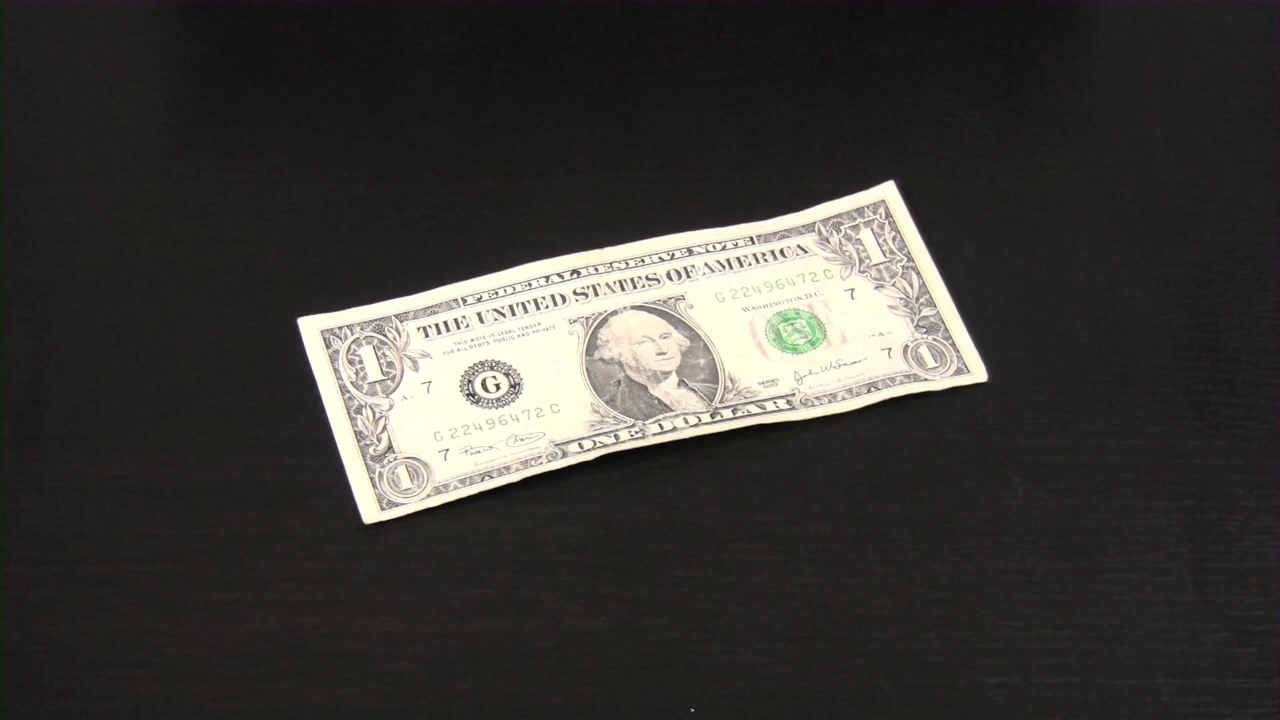 FEDERAL RESERVE NOTE
THE UNITED STATES OF AMERICA
THIS NOTE IS LEGAL TENDER
FOR ALL DEBTS, PUBLIC AND PRIVATE
1
1
G 22496472 C
WASHINGTON, D.C.
7
7
G
G 22496472 C
7
7
1
1
ONE DOLLAR